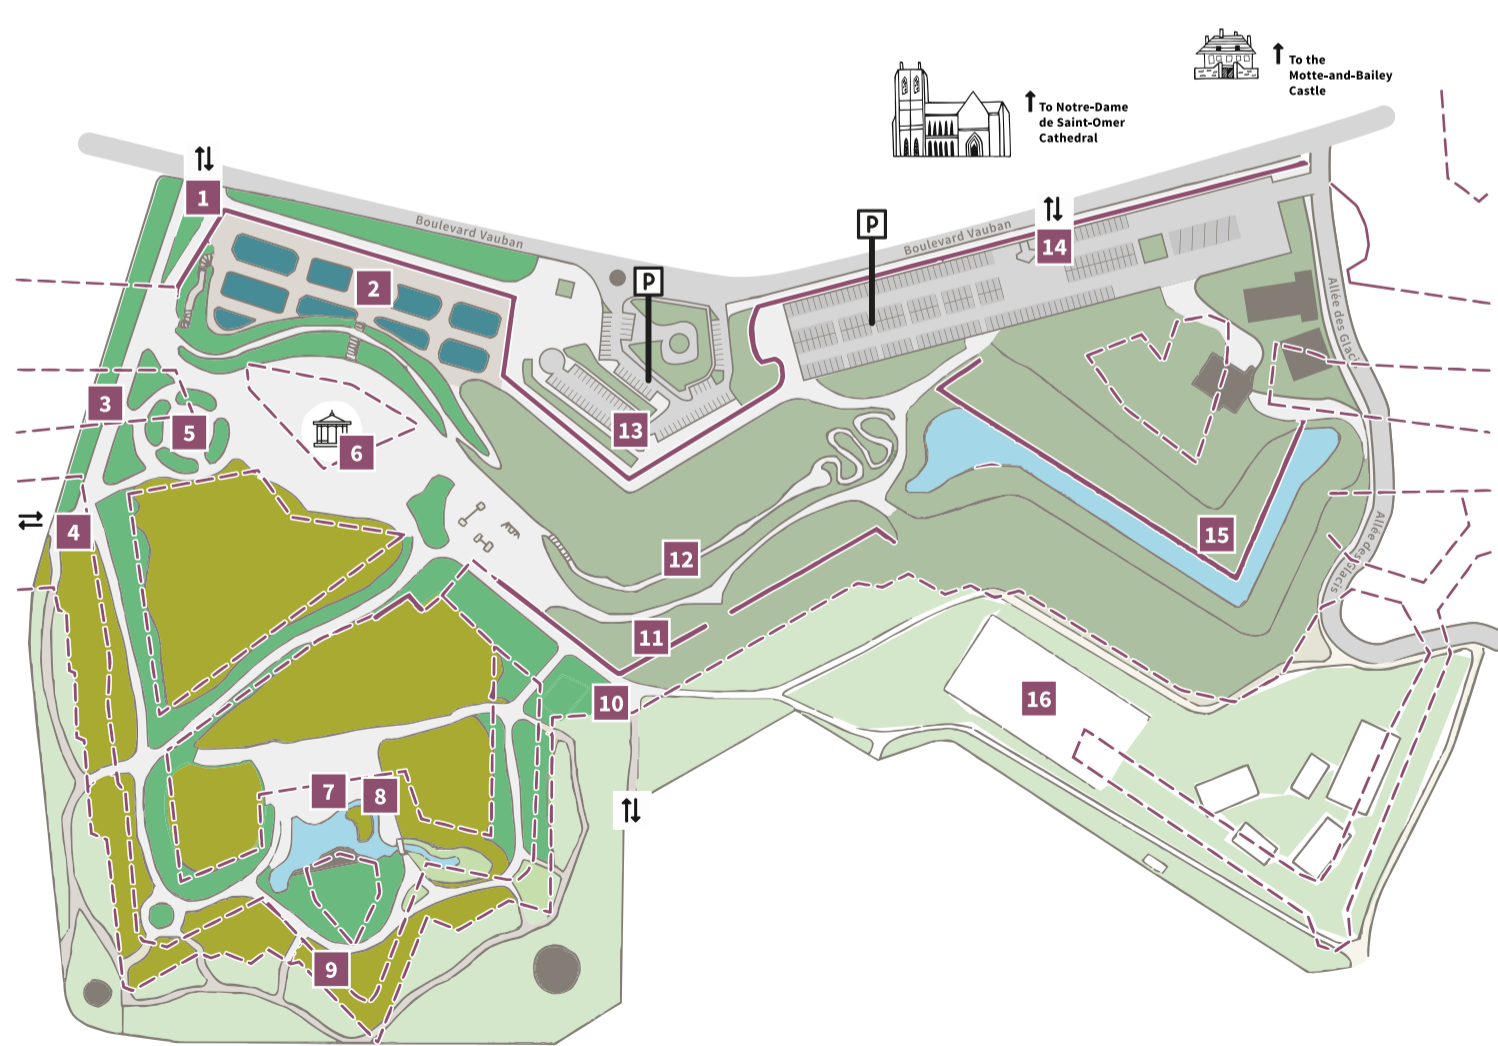 To the
Motte-and-Bailey
Castle
To Notre-Dame
de Saint-Omer
Cathedral
1
Boulevard Vauban
P
Boulevard Vauban
14
2
P
Allée des Glacis
3
5
6
13
4
15
12
Allée des Glacis
11
10
16
7
8
9